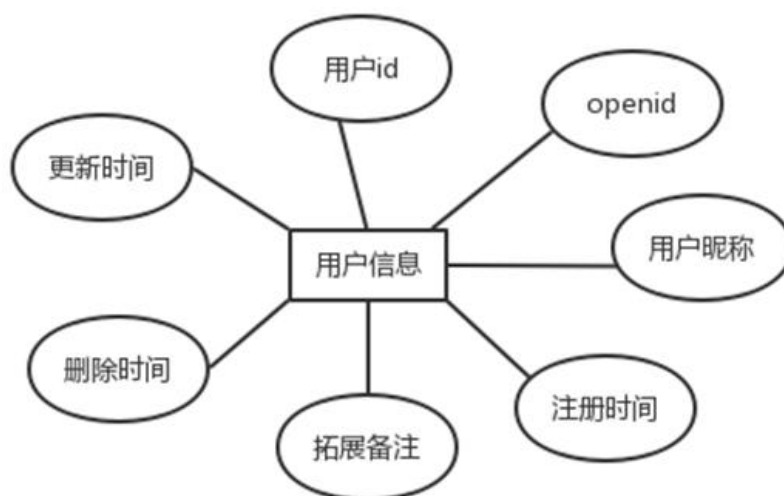 用户id
openid
更新时间
用户昵称
用户信息
删除时间
注册时间
拓展备注